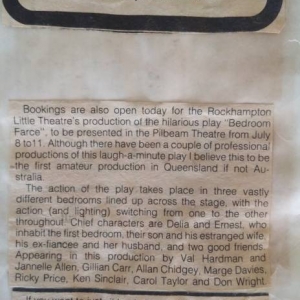 Bookings are also open today for the Rockhampton
Little Theatre's production of the hilarious play "Bedroom
Farce", to be presented in the Pilbeam Theatre from July
8 to11. Although there have been a couple of professional
productions of this laugh-a-minute play I believe this to be
the first amateur production in Queensland if not Au-
stralia.
The action of the play takes place in three vastly
different bedrooms lined up across the stage, with the
action (and lighting) switching from one to the other
throughout. Chief characters are Delia and Ernest, who
inhabit the first bedroom, their son and his estranged wife,
his ex-fiancee and her husband, and two good friends.
Appearing in this production by Val Hardman and
Jannelle Allen, Gillian Carr, Allan Chidgey, Marge Davies,
Ricky Price, Ken Sinclair, Carol Taylor and Don Wright.